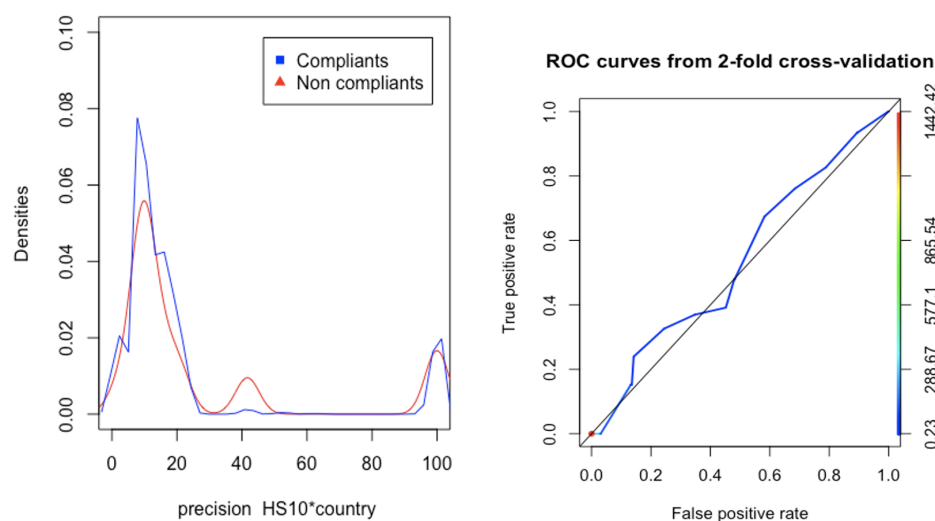 0.10
0.08
0.06
0.04
0.02
0.00
Densities
Compliants
Non compliants
0 20 40 60 80 100
precision HS10*country
ROC curves from 2-fold cross-validation
1.0
0.8
0.6
0.4
0.2
0.0
True positive rate
0.0 0.2 0.4 0.6 0.8 1.0
False positive rate
0.23 288.67 577.1 865.54 1442.42